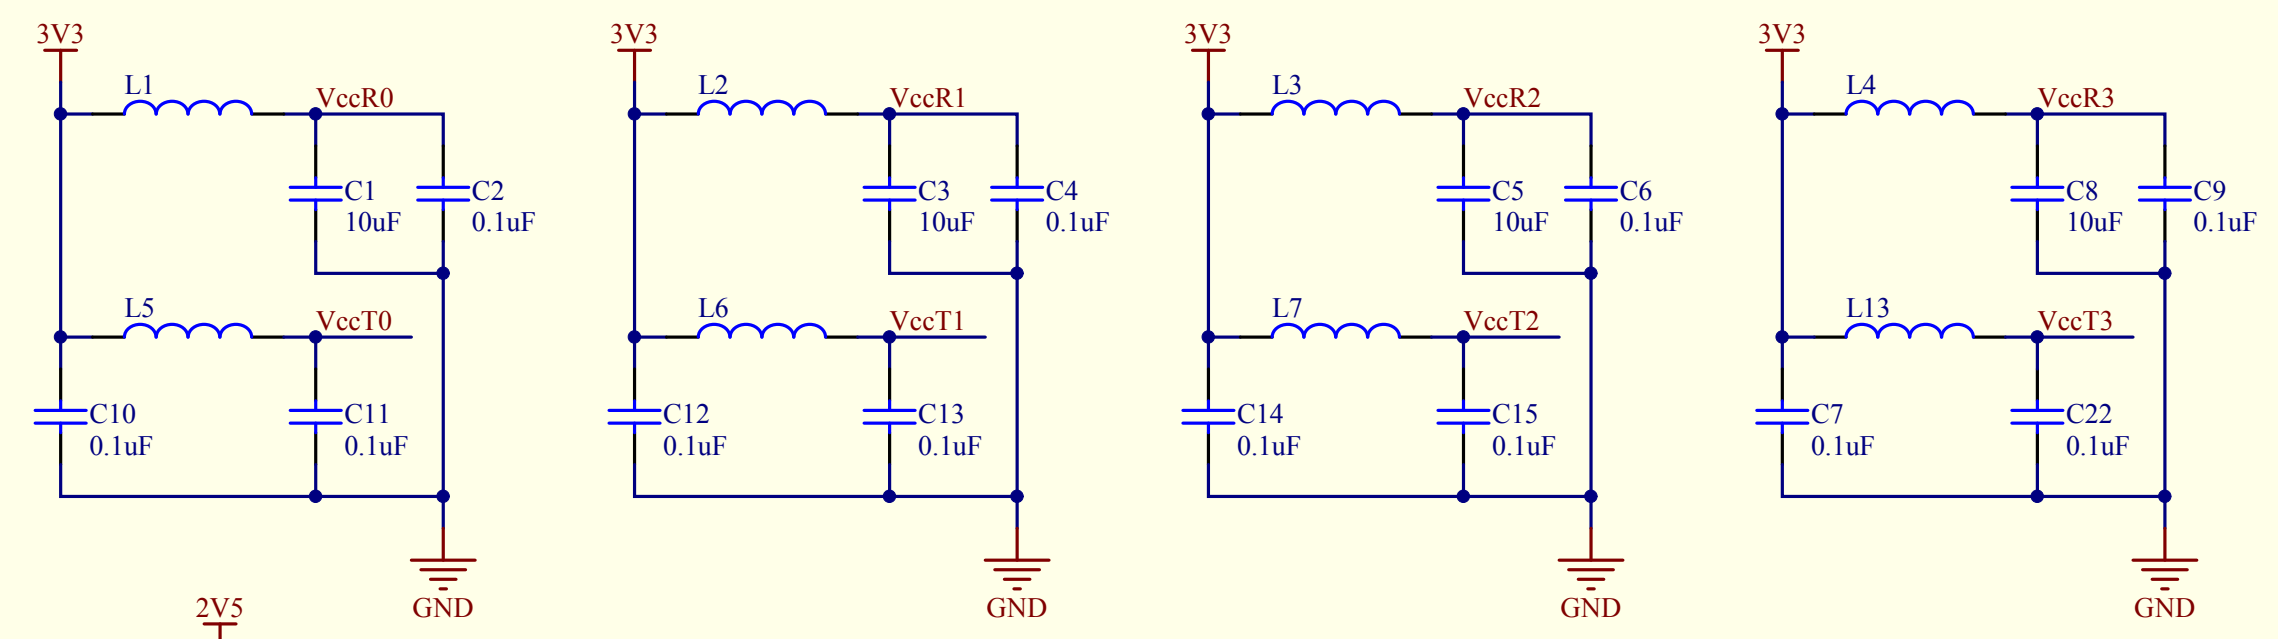 3V3 3V3 3V3 3V3
L1 L2 L3 L4
VccR0 VccR1 VccR2 VccR3
C1 C2 C3 C4 C5 C6 C8 C9
10uF 0.1uF 10uF 0.1uF 10uF 0.1uF 10uF 0.1uF
L5 L6 L7 L13
VccT0 VccT1 VccT2 VccT3
C10 C11 C12 C13 C14 C15 C7 C22
0.1uF 0.1uF 0.1uF 0.1uF 0.1uF 0.1uF 0.1uF 0.1uF
2V5 GND GND GND GND